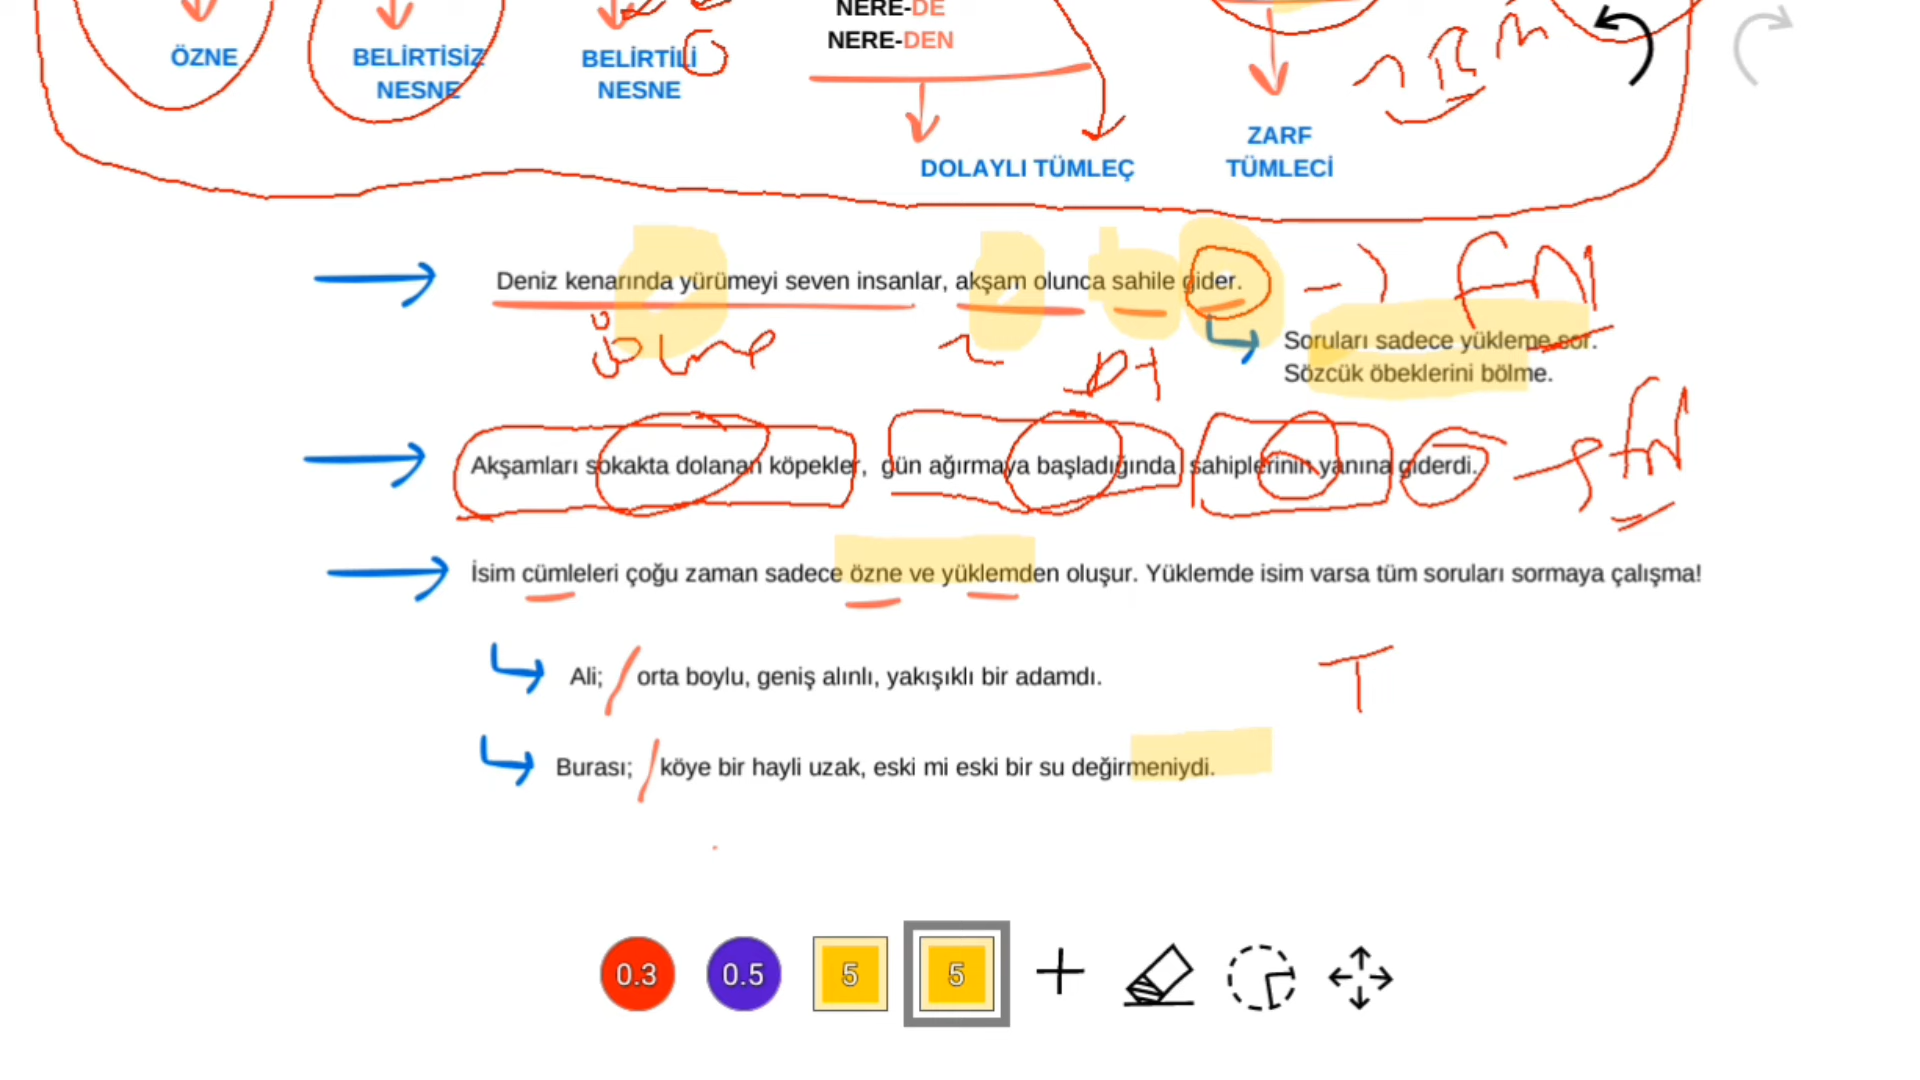 NERE-DE
NERE-DEN
ÖZNE
BELİRTİSİZ
NESNE
BELİRTİLİ
NESNE
DOLAYLI TÜMLEÇ
ZARF
TÜMLECİ
Deniz kenarında yürümeyi seven insanlar, akşam olunca sahile gider.
Soruları sadece yükleme sor.
Sözcük öbeklerini bölme.
Akşamları sokakta dolanan köpekler, gün ağırmaya başladığında sahiplerinin yanına giderdi.
İsim cümleleri çoğu zaman sadece özne ve yüklemden oluşur. Yüklemde isim varsa tüm soruları sormaya çalışma!
Ali; orta boylu, geniş alınlı, yakışıklı bir adamdı.
T
Burası; köye bir hayli uzak, eski mi eski bir su değirmeniydi.
0.3 0.5 5 5